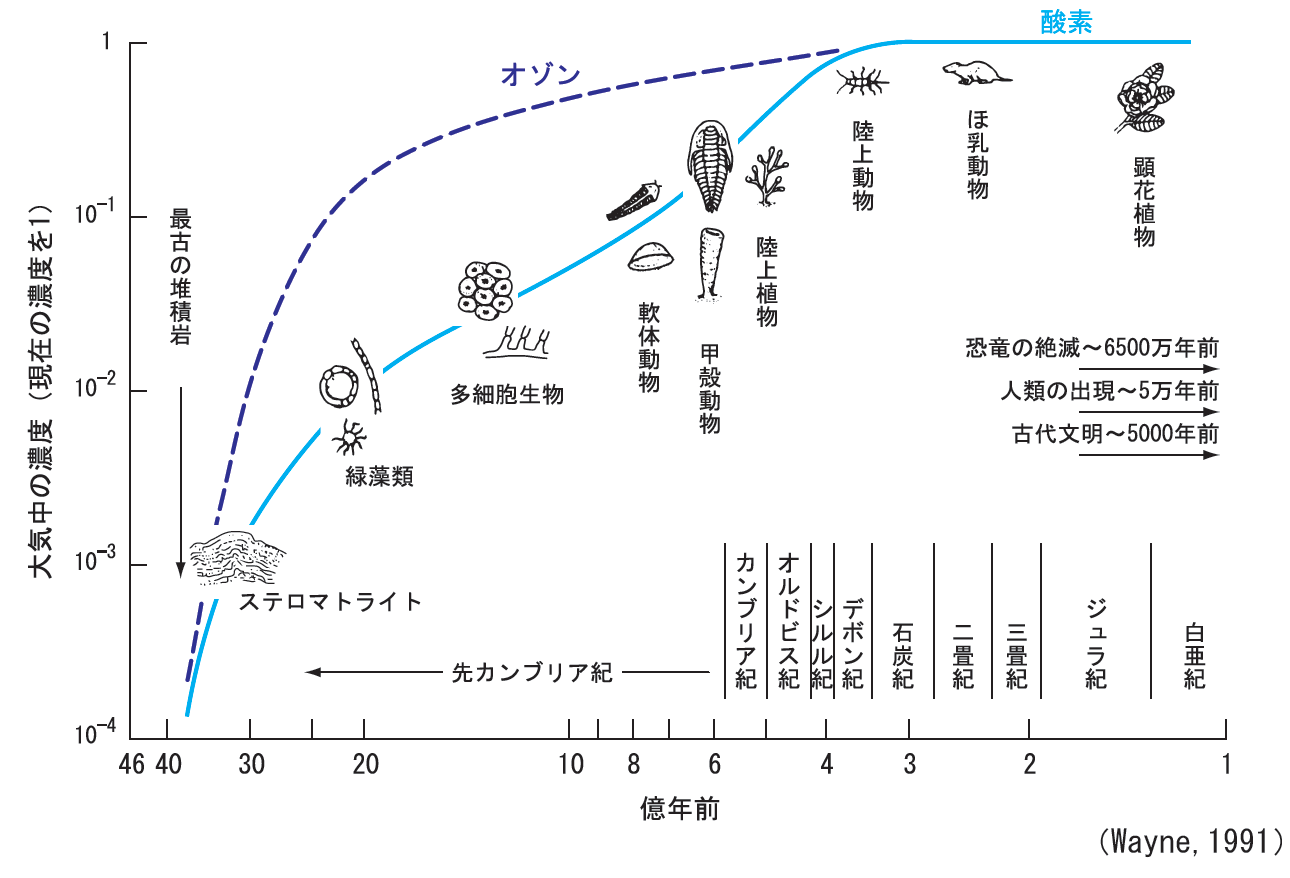 酸素
オゾン
大気中の濃度（現在の濃度を1）
1
10⁻¹
10⁻²
10⁻³
10⁻⁴
最古の堆積岩
ステロマトライト
緑藻類
多細胞生物
軟体動物
甲殻動物
陸上植物
陸上動物
ほ乳動物
顕花植物
恐竜の絶滅～6500万年前
人類の出現～5万年前
古代文明～5000年前
先カンブリア紀
カンブリア紀
オルドビス紀
シルル紀
デボン紀
石炭紀
二畳紀
三畳紀
ジュラ紀
白亜紀
46 40 30 20 10 8 6 4 3 2 1
億年前
(Wayne, 1991)